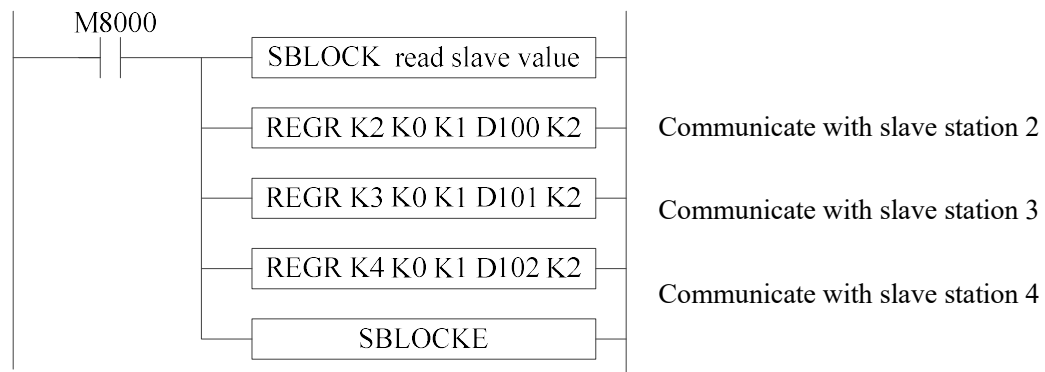 M8000
SBLOCK read slave value
REGR K2 K0 K1 D100 K2
Communicate with slave station 2
REGR K3 K0 K1 D101 K2
Communicate with slave station 3
REGR K4 K0 K1 D102 K2
Communicate with slave station 4
SBLOCKE